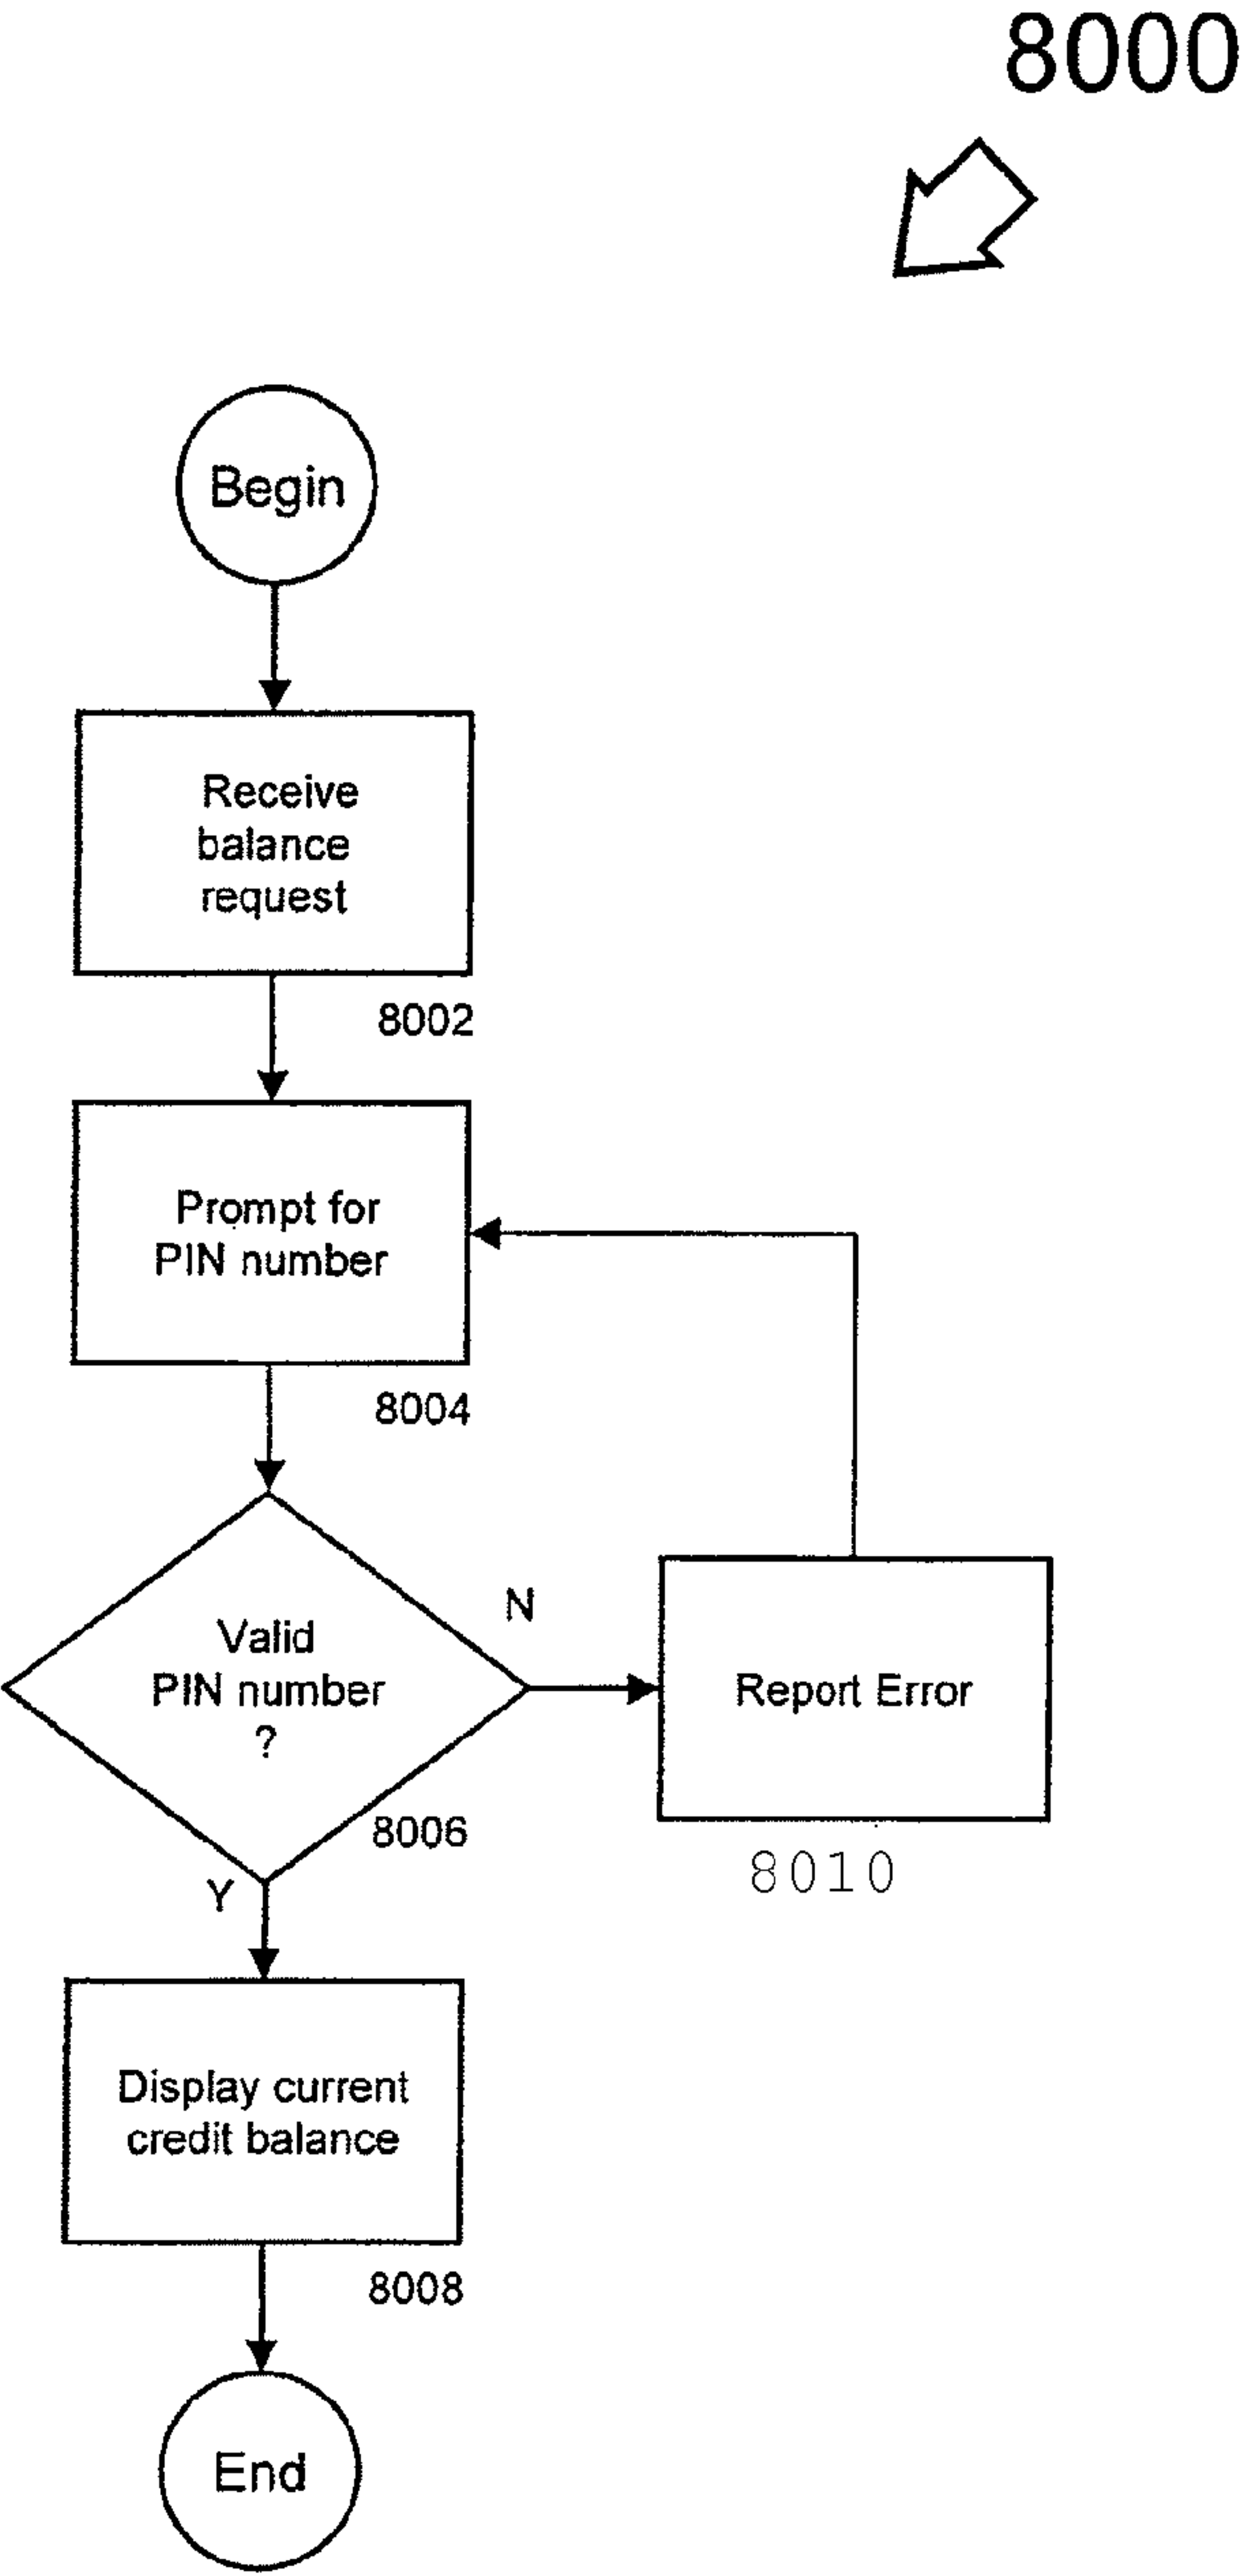 8000
Begin
Receive
balance
request
8002
Prompt for
PIN number
8004
Valid
PIN number
?
N
8006
Y
Report Error
8010
Display current
credit balance
8008
End